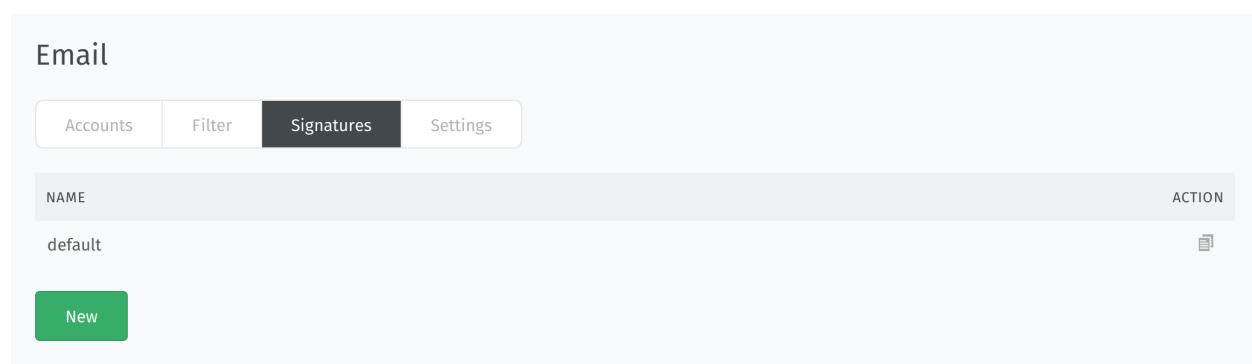 Email
Accounts Filter Signatures Settings
NAME ACTION
default
New